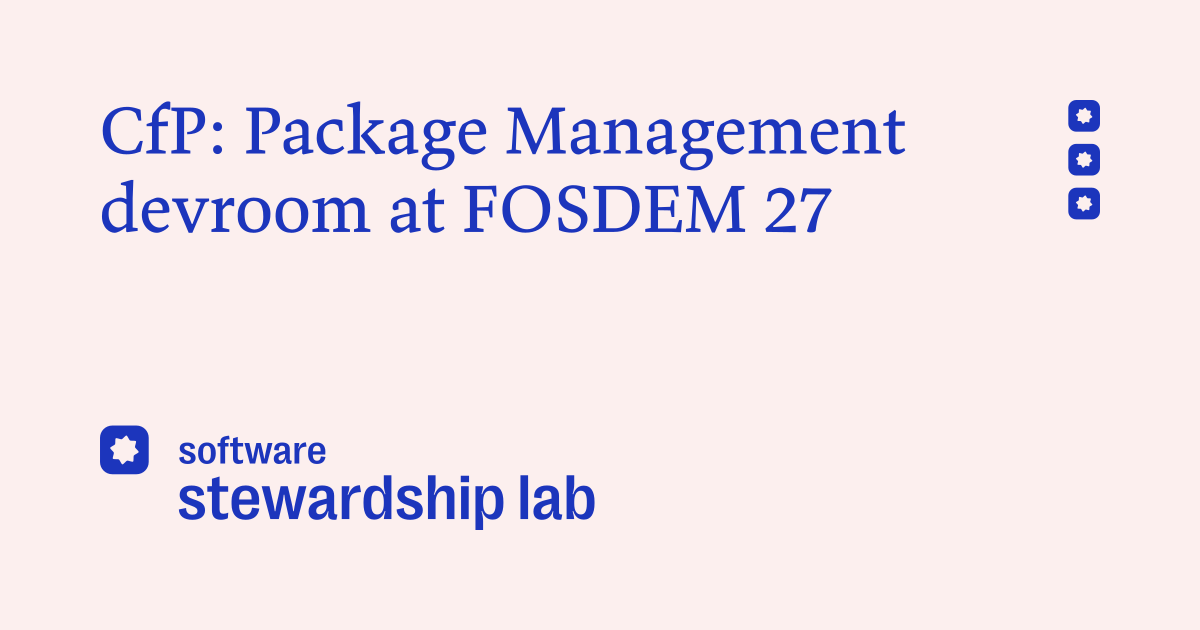 CfP: Package Management
devroom at FOSDEM 27
software
stewardship lab